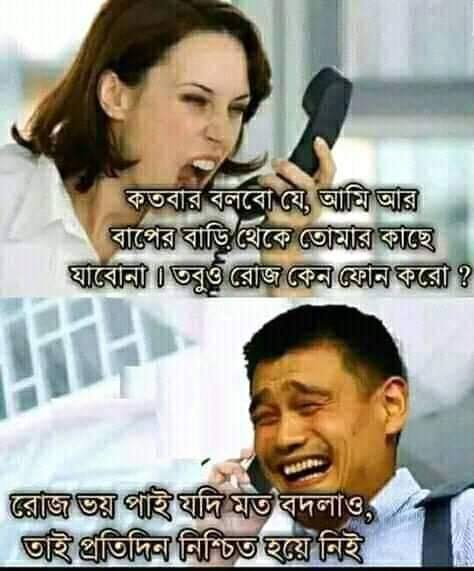 কতবার বলবো যে, আমি আর
বাপের বাড়ি থেকে তোমার কাছে
যাবোনা । তবুও রোজ কেন ফোন করো ?
রোজ ভয় পাই যদি মত বদলাও,
তাই প্রতিদিন নিশ্চিত হয়ে নিই